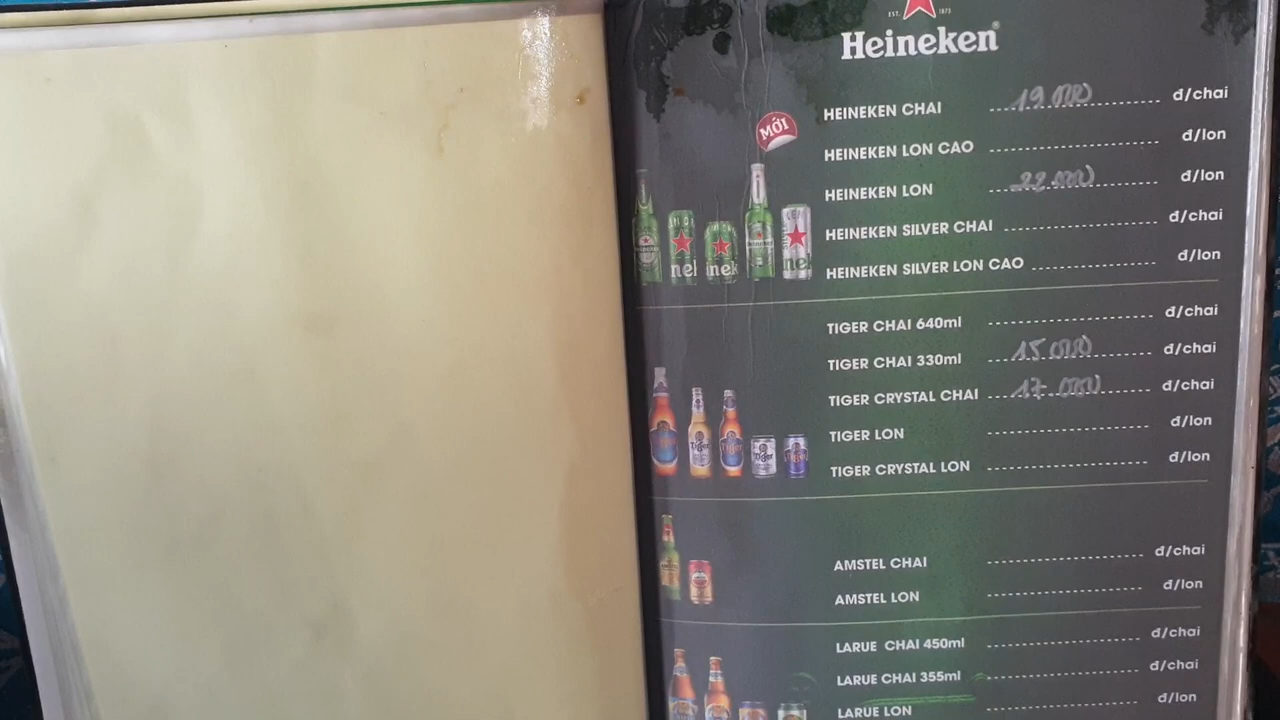 EST. 1873
Heineken
MỚI
HEINEKEN CHAI 19 000 đ/chai
HEINEKEN LON CAO đ/lon
HEINEKEN LON 22 000 đ/lon
HEINEKEN SILVER CHAI đ/chai
HEINEKEN SILVER LON CAO đ/lon
TIGER CHAI 640ml đ/chai
TIGER CHAI 330ml 15 000 đ/chai
TIGER CRYSTAL CHAI 17 000 đ/chai
TIGER LON đ/lon
TIGER CRYSTAL LON đ/lon
AMSTEL CHAI đ/chai
AMSTEL LON đ/lon
LARUE CHAI 450ml đ/chai
LARUE CHAI 355ml đ/chai
LARUE LON đ/lon